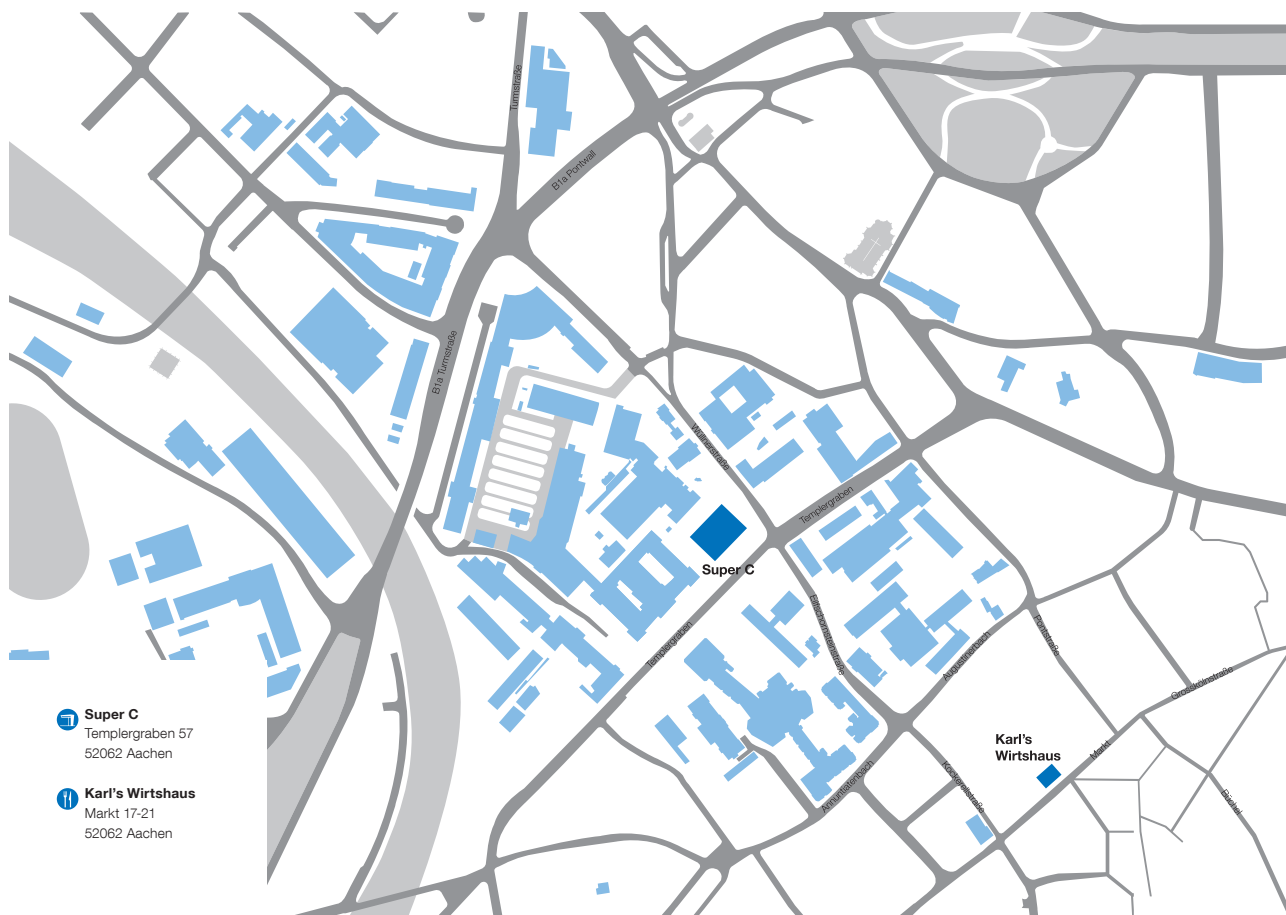 Turmstraße
B1a Pontwall
B1a Turmstraße
Wüllnerstraße
Templergraben
Super C
Eilfschornsteinstraße
Templergraben
Pontstraße
Augustinerbach
Grosskölnstraße
Karl's
Wirtshaus
Markt
Annuntiatenbach
Kockerellstraße
Büchel
Super C
Templergraben 57
52062 Aachen
Karl's Wirtshaus
Markt 17-21
52062 Aachen